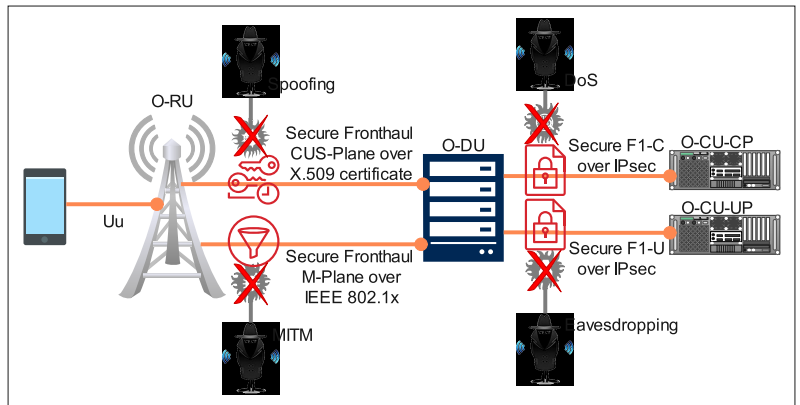 Spoofing
DoS
O-RU
Secure Fronthaul
CUS-Plane over
X.509 certificate
O-DU
Secure F1-C
over IPsec
O-CU-CP
Uu
O-CU-UP
Secure Fronthaul
M-Plane over
IEEE 802.1x
Secure F1-U
over IPsec
MITM
Eavesdropping